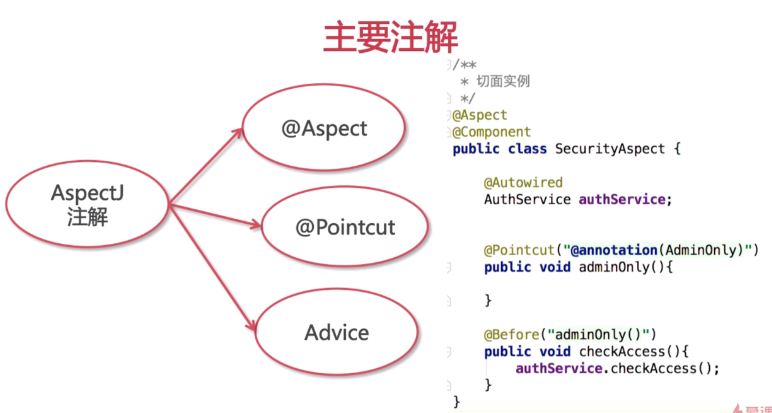 主要注解
AspectJ
注解
@Aspect
@Pointcut
Advice
/**
 * 切面实例
 */
@Aspect
@Component
public class SecurityAspect {
    @Autowired
    AuthService authService;
    @Pointcut("@annotation(AdminOnly)")
    public void adminOnly(){
    }
    @Before("adminOnly()")
    public void checkAccess(){
        authService.checkAccess();
    }
}